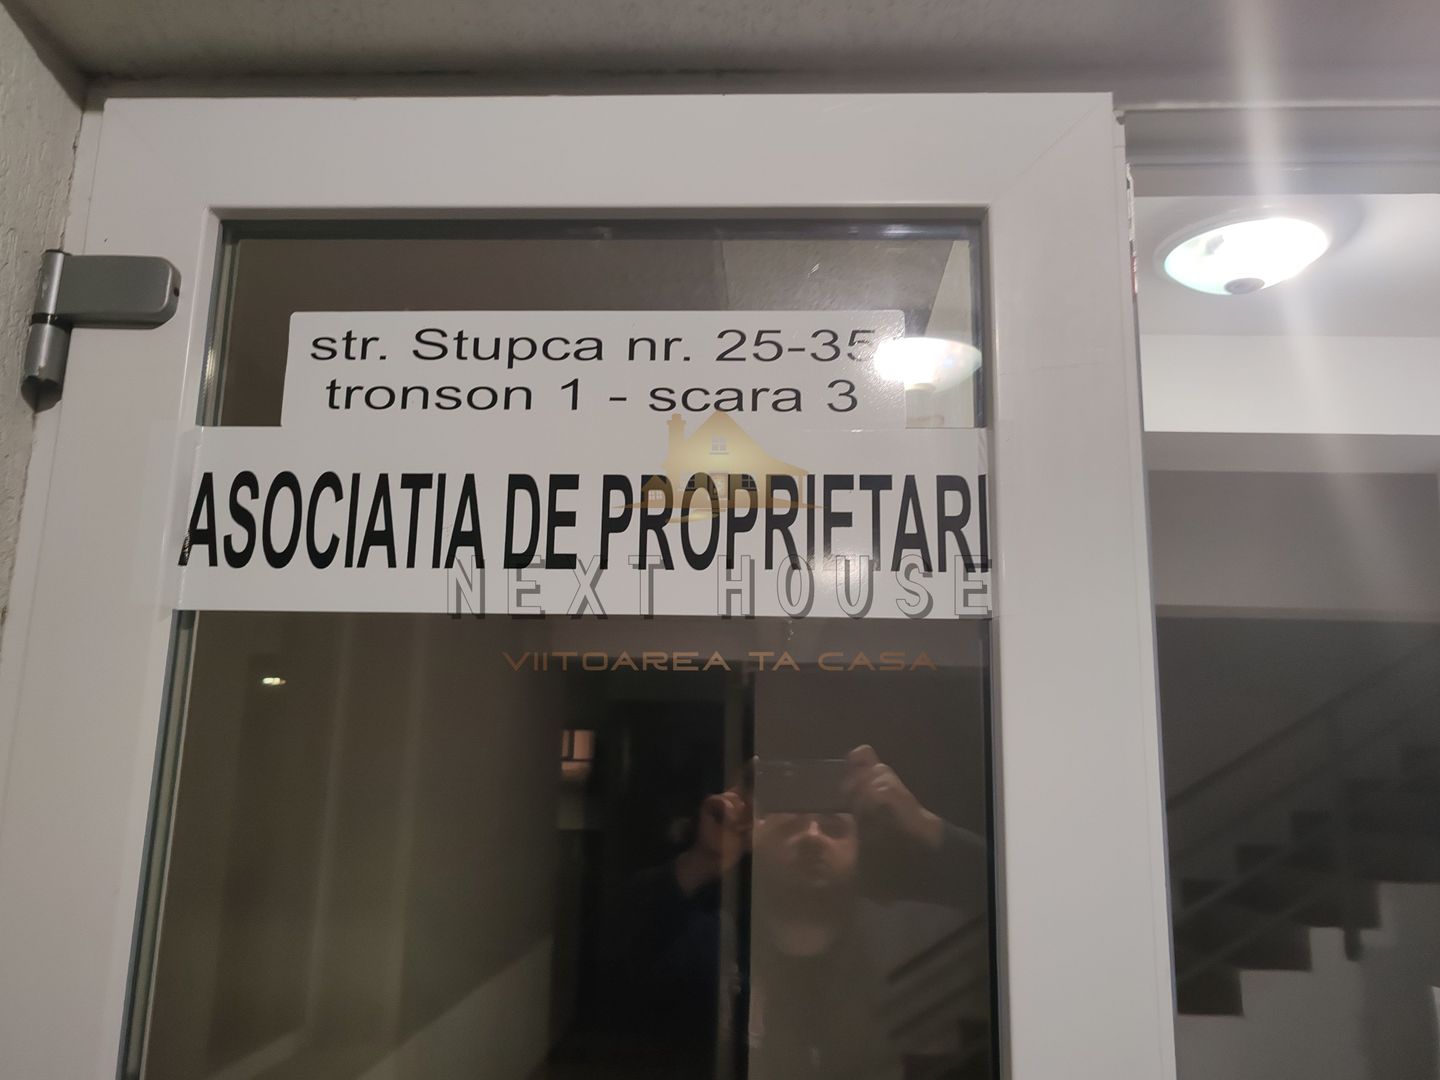 str. Stupca nr. 25-35
tronson 1 - scara 3
ASOCIATIA DE PROPRIETARI
NEXT HOUSE
VIITOAREA TA CASA